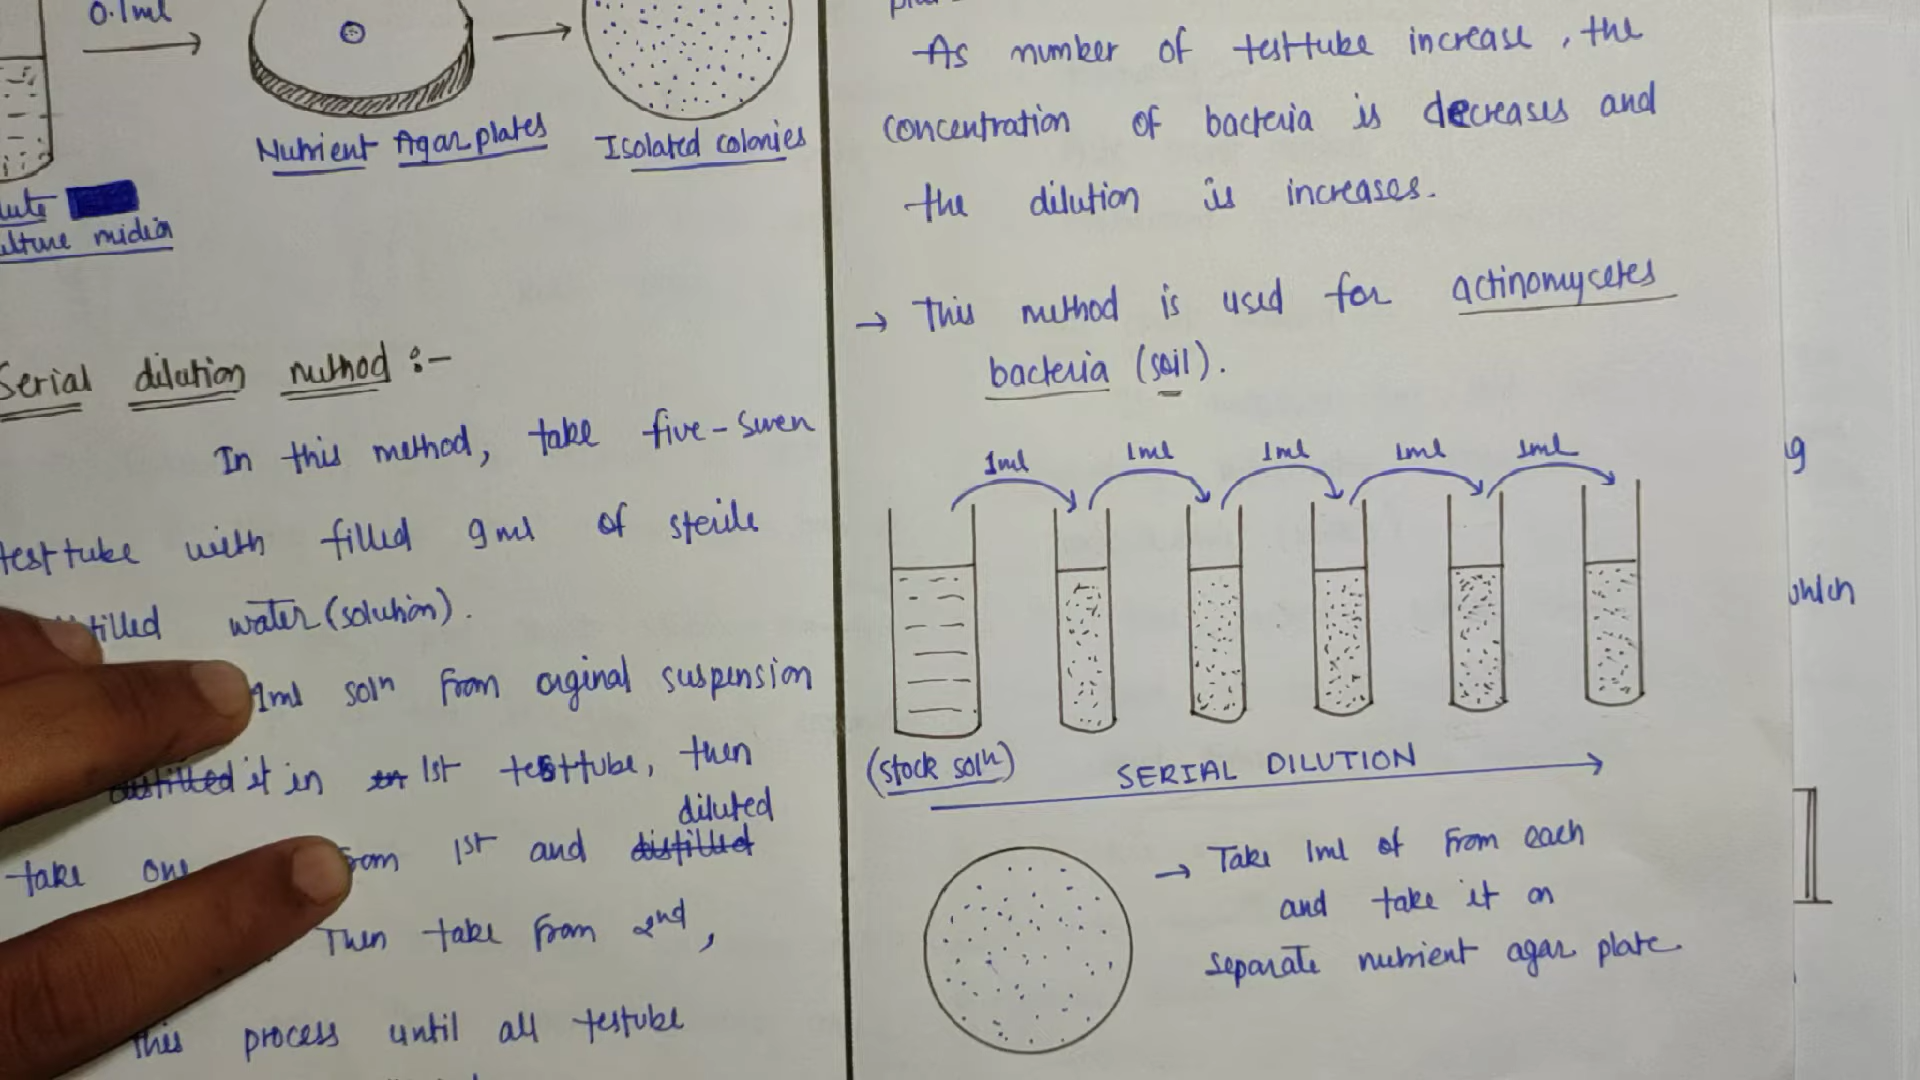 0.1ml
Nutrient Agar plates
Isolated colonies
midia
Serial dilution method :-
In this method, take five-seven
testtube with filled 9ml of sterile
water (solution).
1ml solⁿ from orginal suspension
it in 1st testtube, then
diluted
take one from 1st and distilled
Then take from 2nd,
This process until all testube
As number of testtube increase, the
concentration of bacteria is decreases and
the dilution is increases.
→ This method is used for actinomycetes
bacteria (soil).
1ml 1ml 1ml 1ml 1ml
(stock solⁿ)
SERIAL DILUTION
→ Take 1ml of from each
and take it on
separate nutrient agar plate.
which